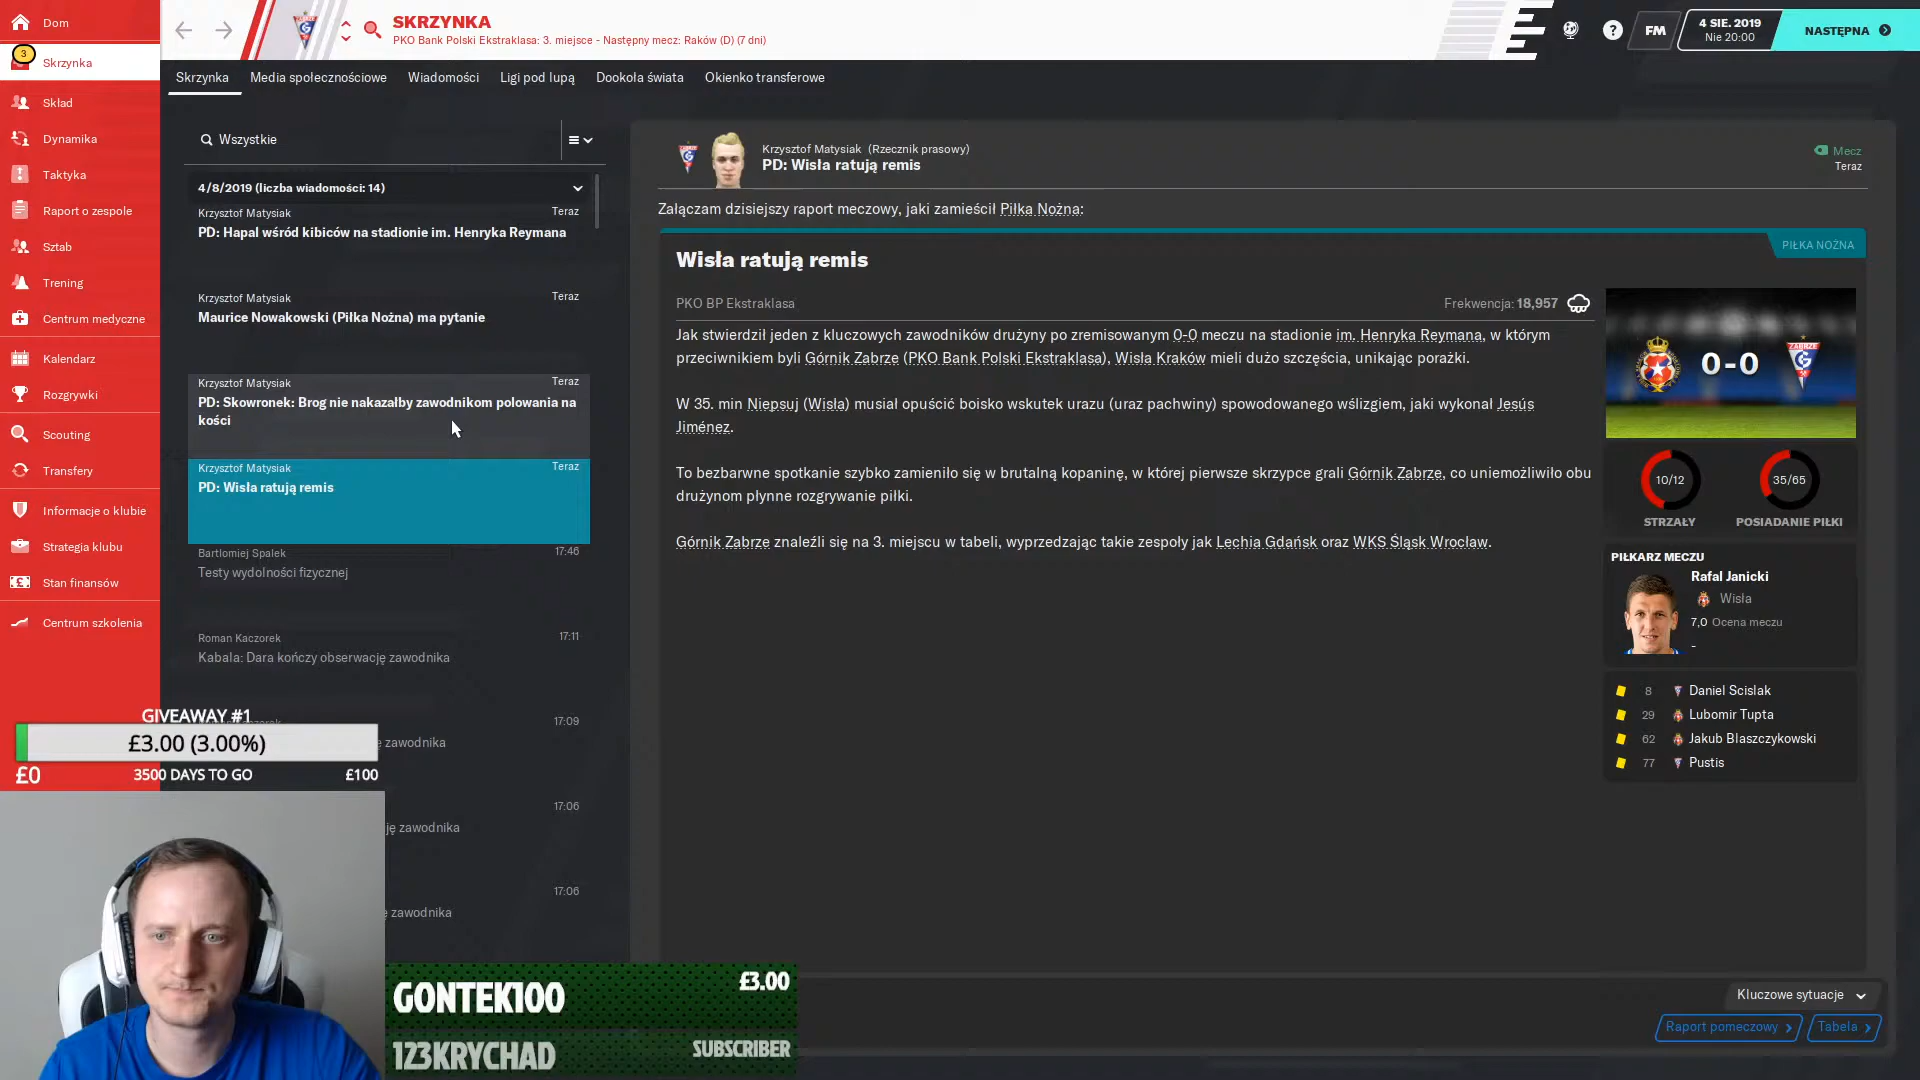 Dom
3
Skrzynka
Skład
Dynamika
Taktyka
Raport o zespole
Sztab
Trening
Centrum medyczne
Kalendarz
Rozgrywki
Scouting
Transfery
Informacje o klubie
Strategia klubu
Stan finansów
Centrum szkolenia
SKRZYNKA
PKO Bank Polski Ekstraklasa: 3. miejsce - Następny mecz: Raków (D) (7 dni)
FM
4 SIE. 2019
Nie 20:00
NASTĘPNA
Skrzynka
Media społecznościowe
Wiadomości
Ligi pod lupą
Dookoła świata
Okienko transferowe
Wszystkie
4/8/2019 (liczba wiadomości: 14)
Krzysztof Matysiak
Teraz
PD: Hapal wśród kibiców na stadionie im. Henryka Reymana
Krzysztof Matysiak
Teraz
Maurice Nowakowski (Piłka Nożna) ma pytanie
Krzysztof Matysiak
Teraz
PD: Skowronek: Brog nie nakazałby zawodnikom polowania na
kości
Krzysztof Matysiak
Teraz
PD: Wisła ratują remis
Bartlomiej Spalek
17:46
Testy wydolności fizycznej
Roman Kaczorek
17:11
Kabala: Dara kończy obserwację zawodnika
17:09
zawodnika
17:06
zawodnika
17:06
zawodnika
Krzysztof Matysiak (Rzecznik prasowy)
PD: Wisła ratują remis
Mecz
Teraz
Załączam dzisiejszy raport meczowy, jaki zamieścił Piłka Nożna:
PIŁKA NOŻNA
Wisła ratują remis
PKO BP Ekstraklasa
Frekwencja: 18,957
Jak stwierdził jeden z kluczowych zawodników drużyny po zremisowanym 0-0 meczu na stadionie im. Henryka Reymana, w którym
przeciwnikiem byli Górnik Zabrze (PKO Bank Polski Ekstraklasa), Wisła Kraków mieli dużo szczęścia, unikając porażki.
W 35. min Niepsuj (Wisła) musiał opuścić boisko wskutek urazu (uraz pachwiny) spowodowanego wślizgiem, jaki wykonał Jesús
Jiménez.
To bezbarwne spotkanie szybko zamieniło się w brutalną kopaninę, w której pierwsze skrzypce grali Górnik Zabrze, co uniemożliwiło obu
drużynom płynne rozgrywanie piłki.
Górnik Zabrze znaleźli się na 3. miejscu w tabeli, wyprzedzając takie zespoły jak Lechia Gdańsk oraz WKS Śląsk Wrocław.
0-0
10/12
35/65
STRZAŁY
POSIADANIE PIŁKI
PIŁKARZ MECZU
Rafal Janicki
Wisła
7,0 Ocena meczu
-
8 Daniel Scislak
29 Lubomir Tupta
62 Jakub Blaszczykowski
77 Pustis
Kluczowe sytuacje
Raport pomeczowy
Tabela
GIVEAWAY #1
£3.00 (3.00%)
£0
3500 DAYS TO GO
£100
GONTEK100
£3.00
123KRYCHAD
SUBSCRIBER